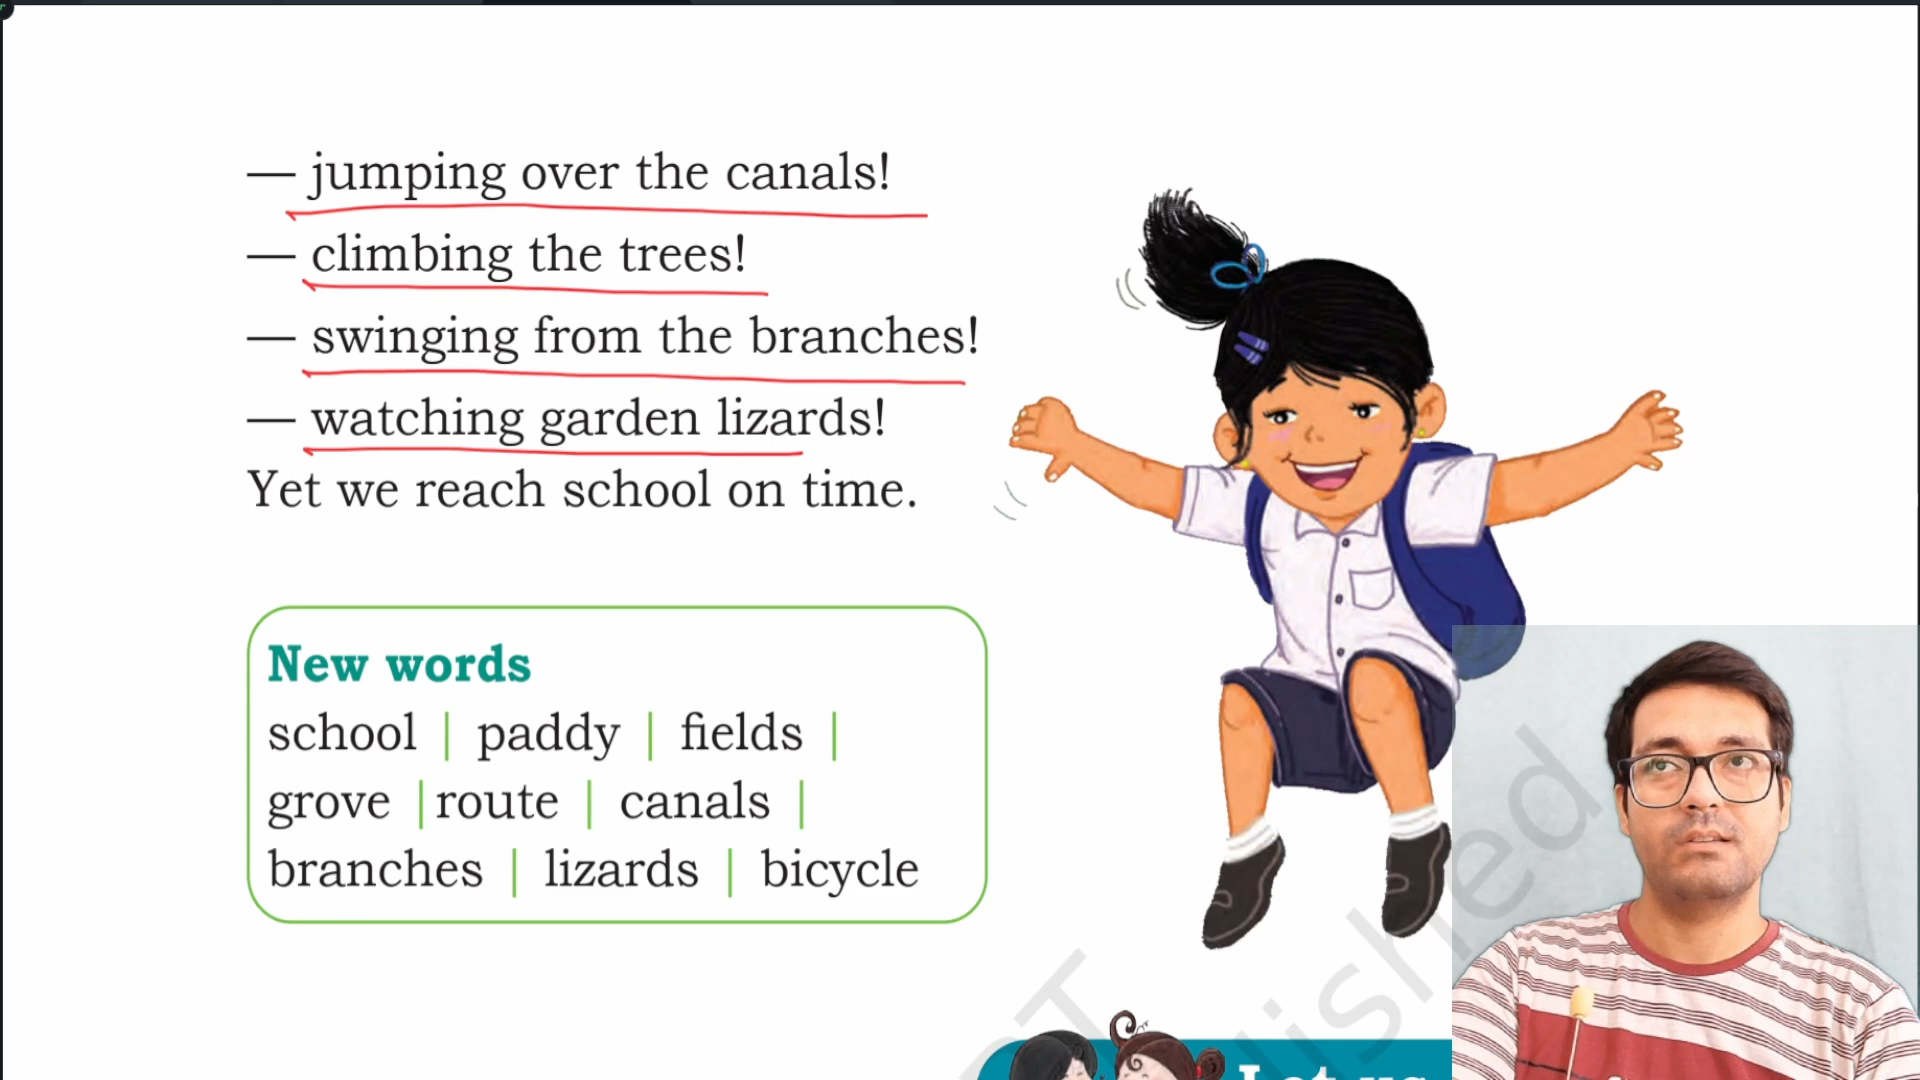 — jumping over the canals!
— climbing the trees!
— swinging from the branches!
— watching garden lizards!
Yet we reach school on time.
New words
school | paddy | fields |
grove | route | canals |
branches | lizards | bicycle